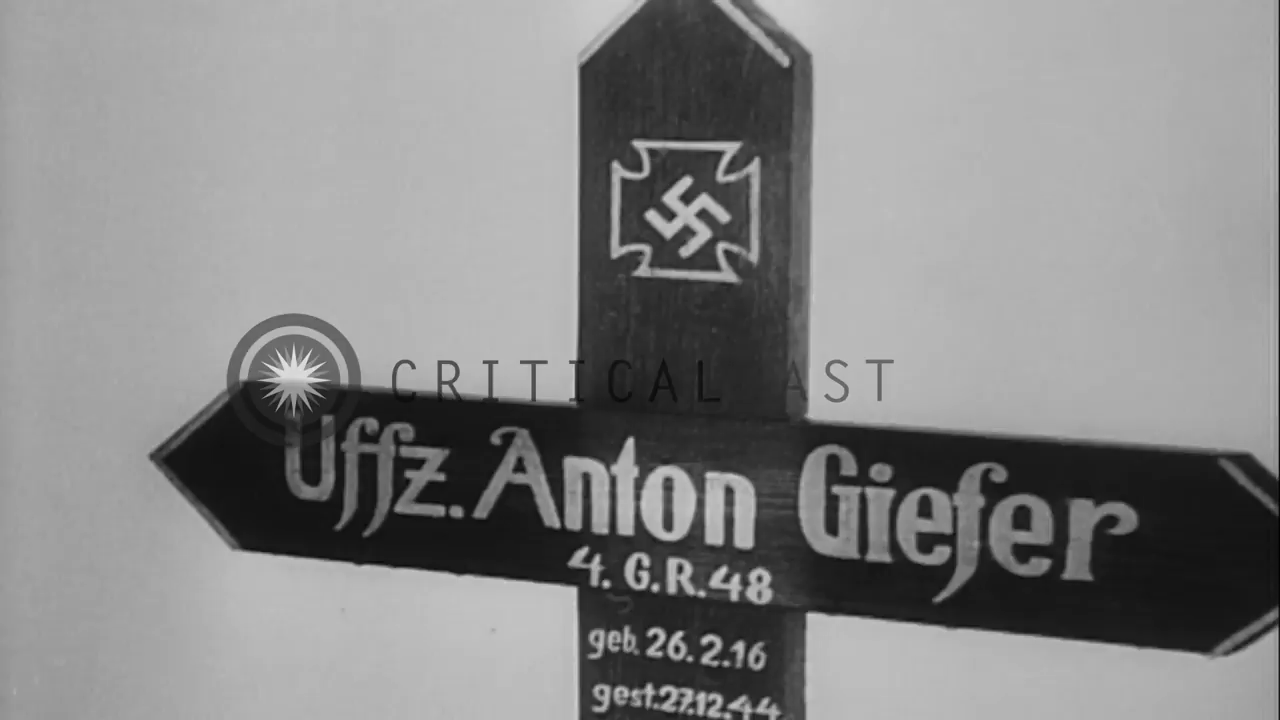 CRITICAL PAST
Uffz. Anton Giefer
4. G.R.48
geb. 26.2.16
gest.27.12.44